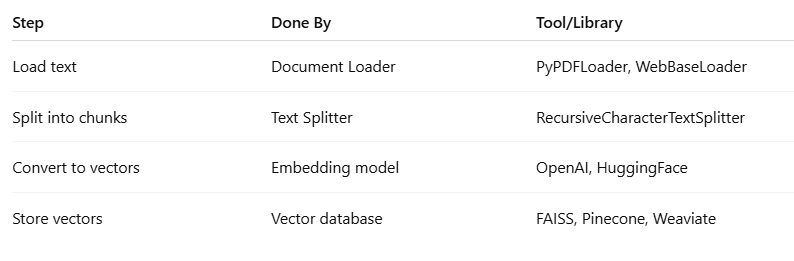 Step Done By Tool/Library
Load text Document Loader PyPDFLoader, WebBaseLoader
Split into chunks Text Splitter RecursiveCharacterTextSplitter
Convert to vectors Embedding model OpenAI, HuggingFace
Store vectors Vector database FAISS, Pinecone, Weaviate